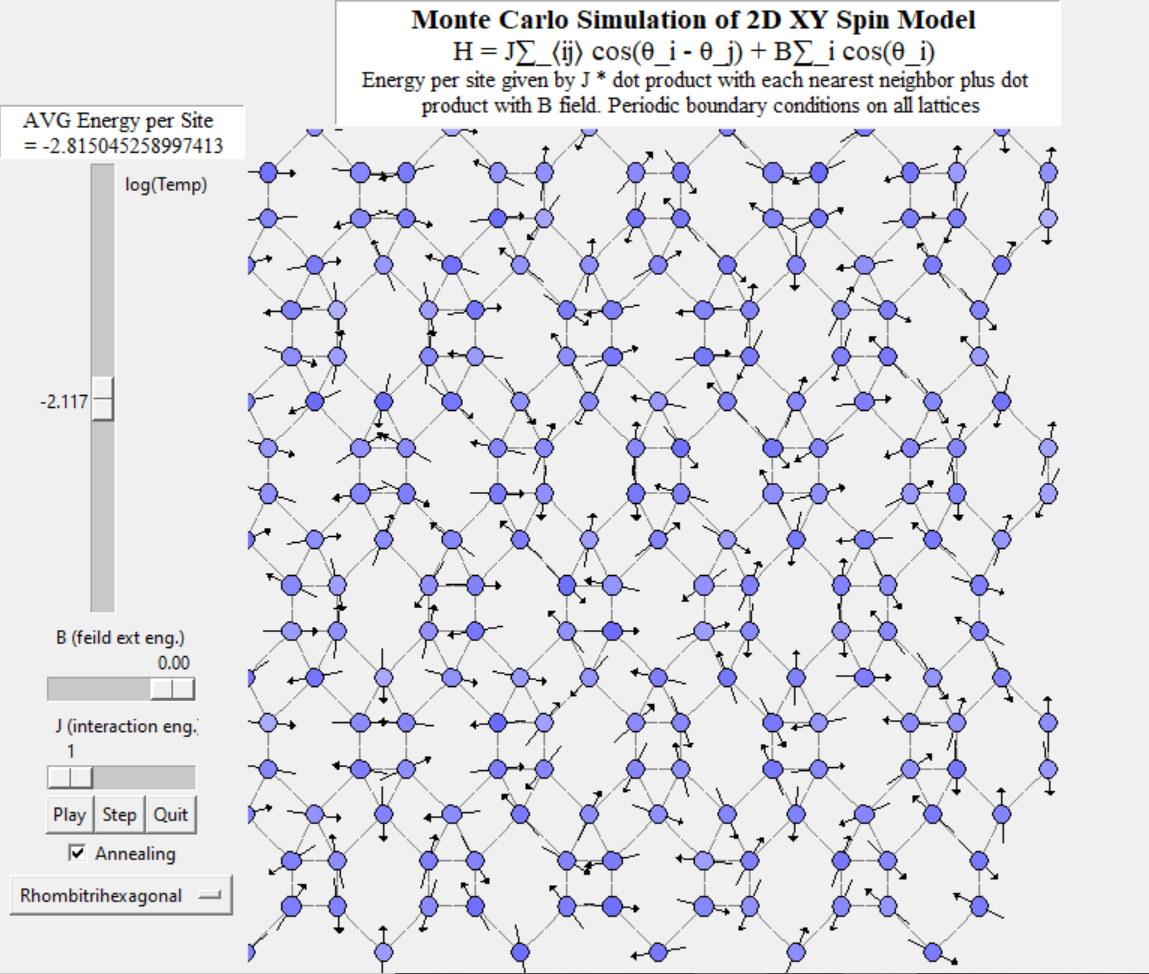 Monte Carlo Simulation of 2D XY Spin Model
H = J∑_⟨ij⟩ cos(θ_i - θ_j) + B∑_i cos(θ_i)
Energy per site given by J * dot product with each nearest neighbor plus dot
product with B field. Periodic boundary conditions on all lattices
AVG Energy per Site
= -2.815045258997413
log(Temp)
-2.117
B (feild ext eng.)
0.00
J (interaction eng.
1
Play Step Quit
Annealing
Rhombitrihexagonal